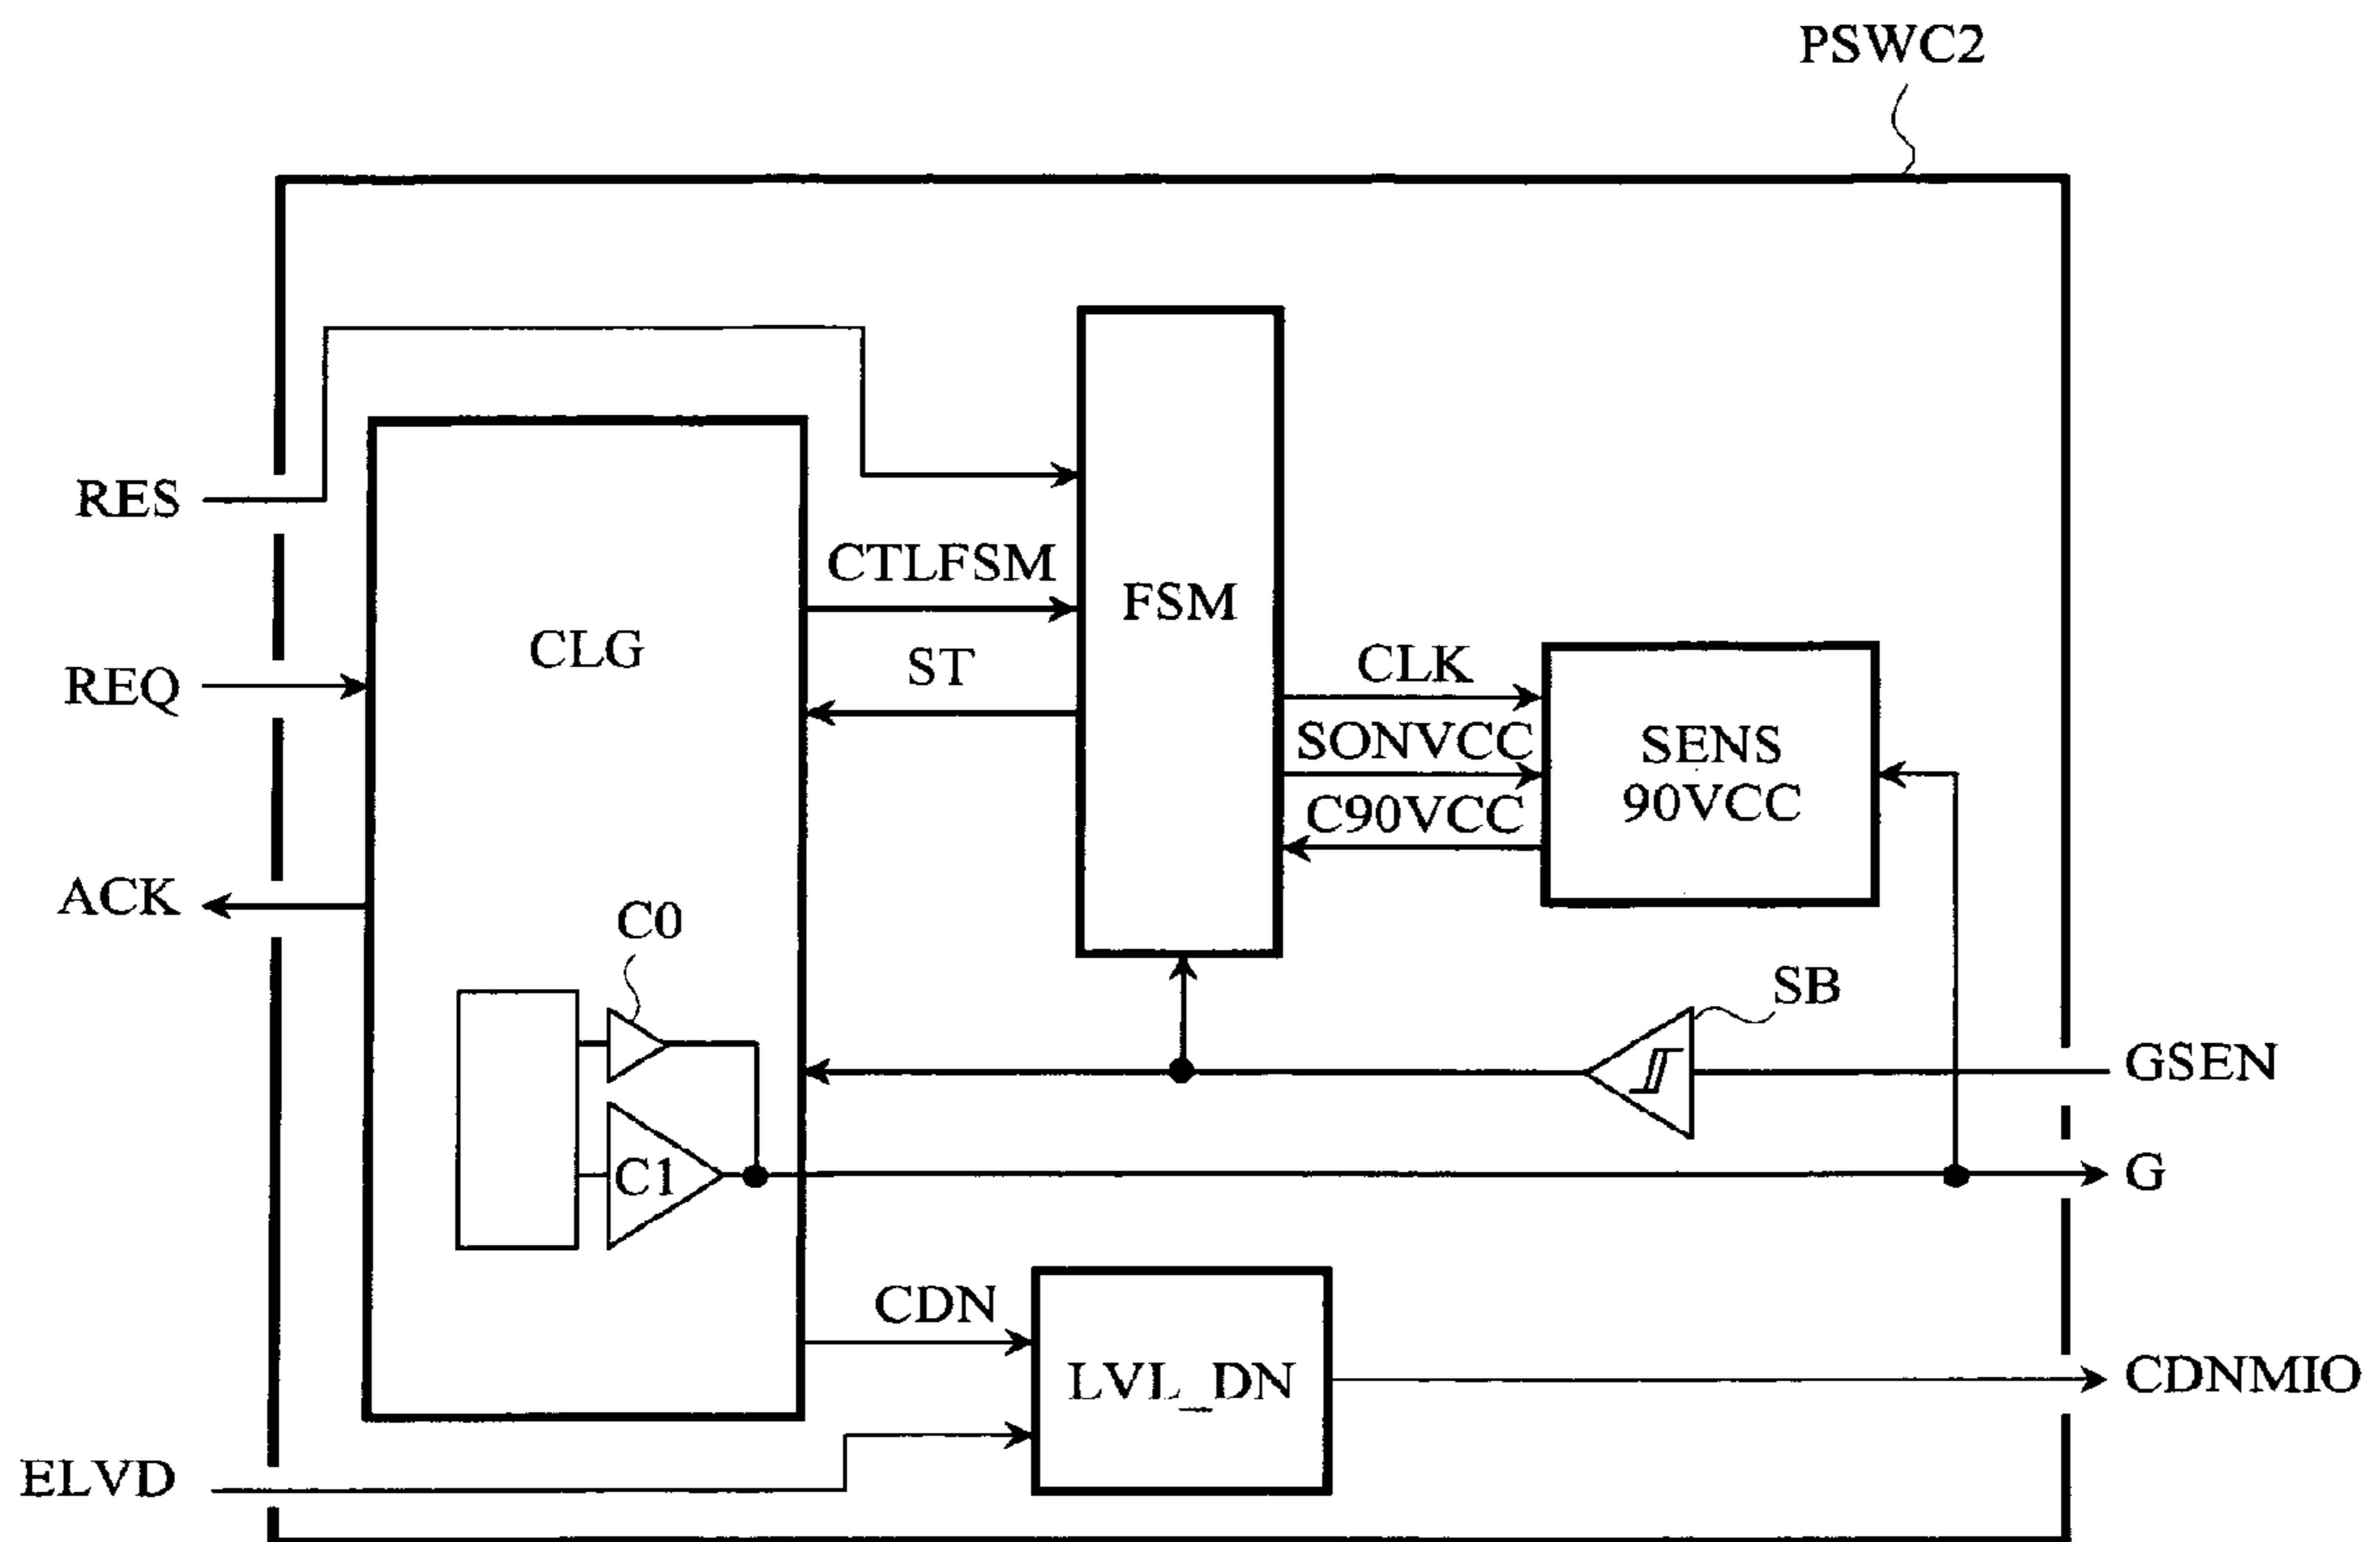 PSWC2
RES
CTLFSM
FSM
CLG
REQ
ST
CLK
SONVCC
C90VCC
SENS
90VCC
ACK
C0
SB
GSEN
C1
G
CDN
LVL_DN
CDNMIO
ELVD